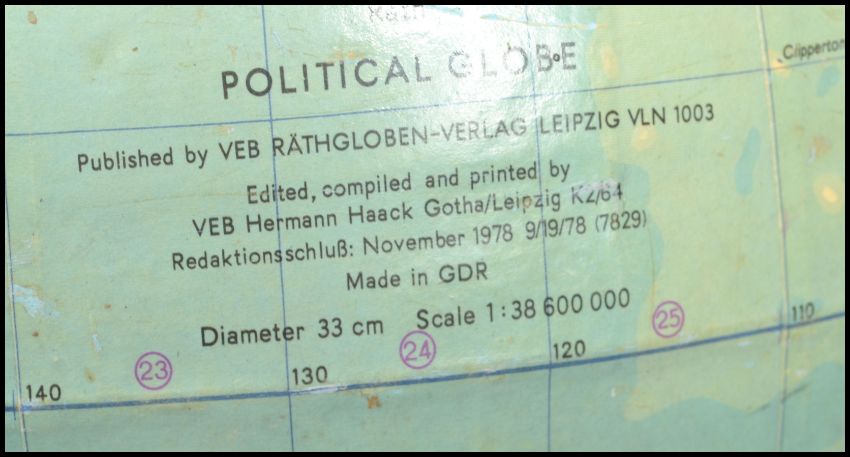 POLITICAL GLOBE
Clipperton
Published by VEB RÄTHGLOBEN-VERLAG LEIPZIG VLN 1003
Edited, compiled and printed by
VEB Hermann Haack Gotha/Leipzig K2/64
Redaktionsschluß: November 1978 9/19/78 (7829)
Made in GDR
Diameter 33 cm Scale 1:38 600 000
23 24 25
140 130 120 110